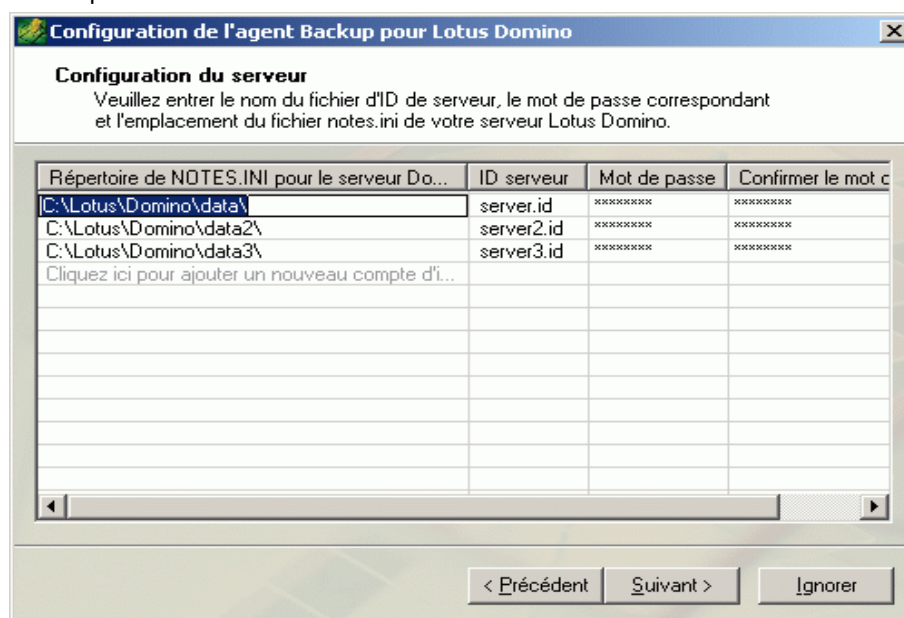 Configuration de l'agent Backup pour Lotus Domino
Configuration du serveur
Veuillez entrer le nom du fichier d'ID de serveur, le mot de passe correspondant
et l'emplacement du fichier notes.ini de votre serveur Lotus Domino.
Répertoire de NOTES.INI pour le serveur Do... ID serveur Mot de passe Confirmer le mot c
C:\Lotus\Domino\data\ server.id ******** ********
C:\Lotus\Domino\data2\ server2.id ******** ********
C:\Lotus\Domino\data3\ server3.id ******** ********
Cliquez ici pour ajouter un nouveau compte d'i...
< Précédent Suivant > Ignorer